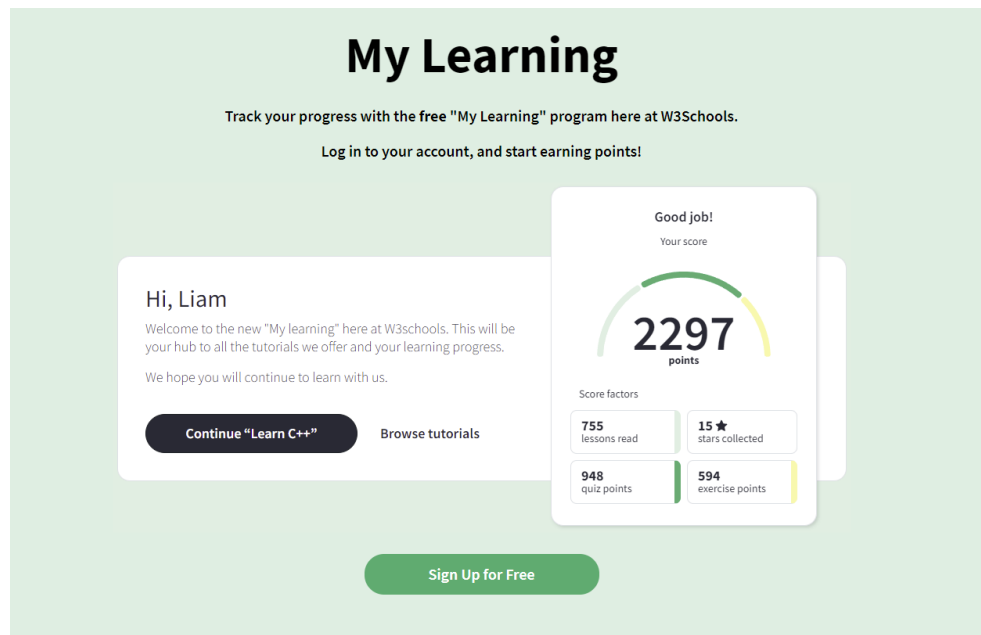 My Learning
Track your progress with the free "My Learning" program here at W3Schools.
Log in to your account, and start earning points!
Hi, Liam
Welcome to the new "My learning" here at W3schools. This will be
your hub to all the tutorials we offer and your learning progress.
We hope you will continue to learn with us.
Continue “Learn C++”
Browse tutorials
Good job!
Your score
2297
points
Score factors
755
lessons read
15 ★
stars collected
948
quiz points
594
exercise points
Sign Up for Free